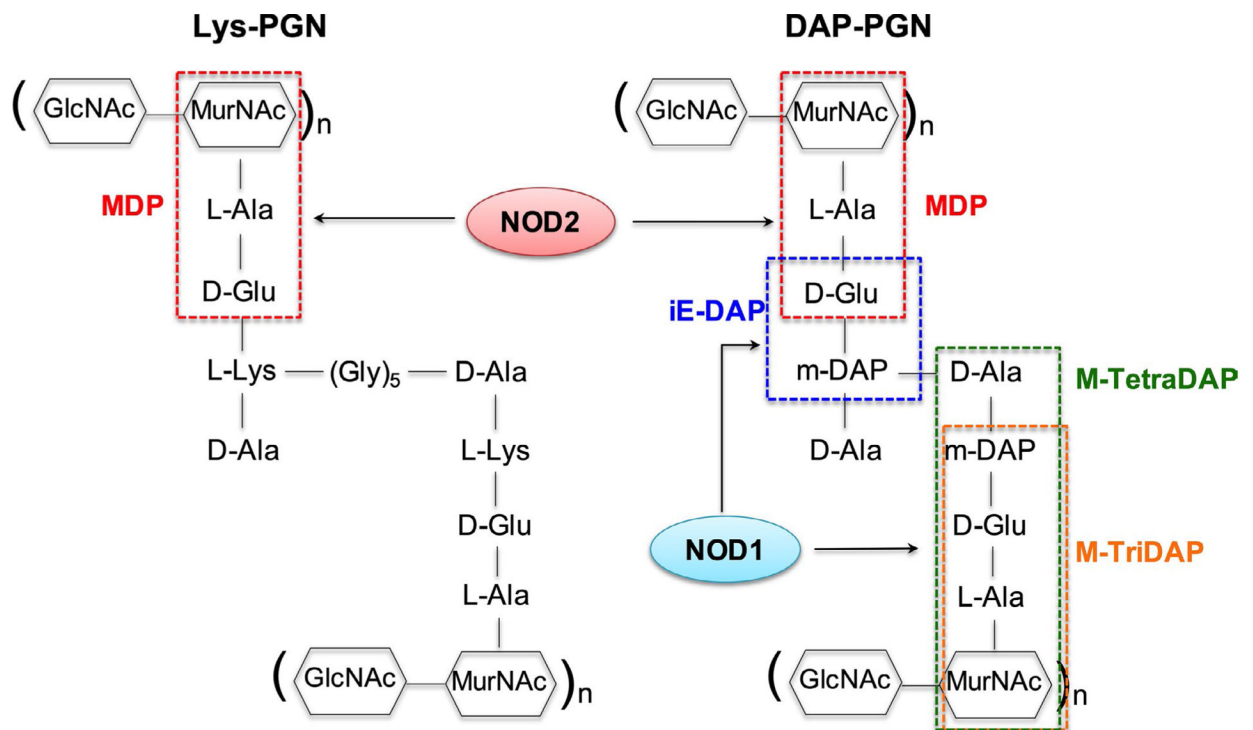 Lys-PGN
DAP-PGN
(GlcNAc MurNAc)n
(GlcNAc MurNAc)n
MDP
L-Ala
NOD2
L-Ala
MDP
D-Glu
iE-DAP
D-Glu
L-Lys (Gly)5 D-Ala
m-DAP D-Ala
M-TetraDAP
D-Ala
L-Lys
D-Ala
m-DAP
D-Glu
NOD1
D-Glu
M-TriDAP
L-Ala
L-Ala
(GlcNAc MurNAc)n
(GlcNAc MurNAc)n